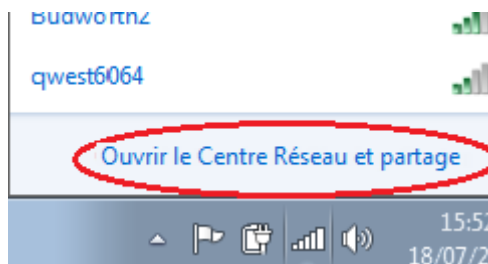 Budworth2
qwest6064
Ouvrir le Centre Réseau et partage
15:52
18/07/2